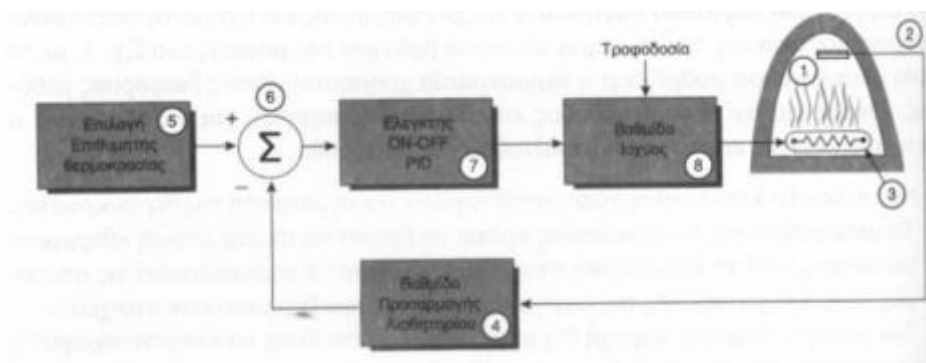 Τροφοδοσία
2
1
6
5
Επιλογή
Επιθυμητής
θερμοκρασίας
+
Σ
−
Ελεγκτής
ON-OFF
PID
7
Βαθμίδα
Ισχύος
8
3
Βαθμίδα
Προσαρμογής
Αισθητηρίου
4